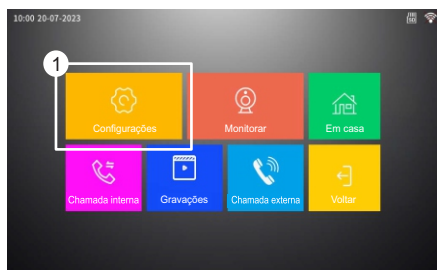 10:00 20-07-2023
1
Configurações
Monitorar
Em casa
Chamada interna
Gravações
Chamada externa
Voltar